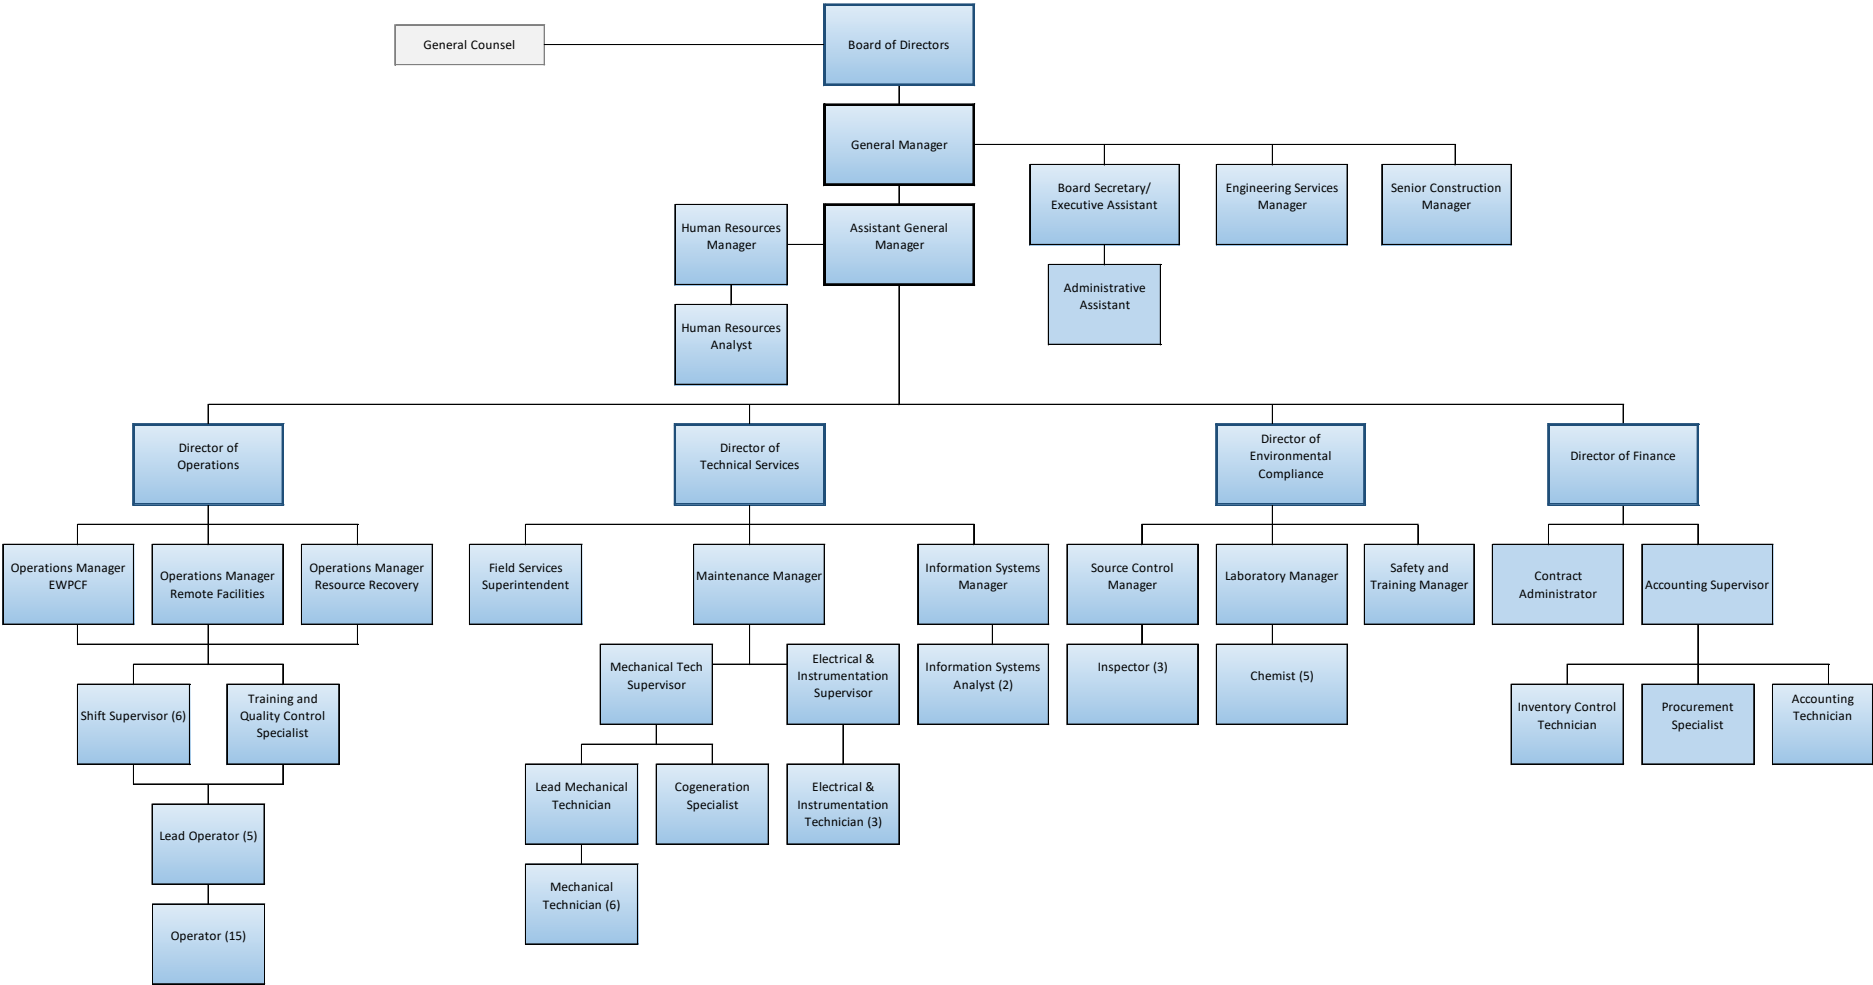 General Counsel
Board of Directors
General Manager
Board Secretary/
Executive Assistant
Engineering Services
Manager
Senior Construction
Manager
Human Resources
Manager
Assistant General
Manager
Administrative
Assistant
Human Resources
Analyst
Director of
Operations
Director of
Technical Services
Director of
Environmental
Compliance
Director of Finance
Operations Manager
EWPCF
Operations Manager
Remote Facilities
Operations Manager
Resource Recovery
Field Services
Superintendent
Maintenance Manager
Information Systems
Manager
Source Control
Manager
Laboratory Manager
Safety and
Training Manager
Contract
Administrator
Accounting Supervisor
Shift Supervisor (6)
Training and
Quality Control
Specialist
Mechanical Tech
Supervisor
Electrical &
Instrumentation
Supervisor
Information Systems
Analyst (2)
Inspector (3)
Chemist (5)
Inventory Control
Technician
Procurement
Specialist
Accounting
Technician
Lead Operator (5)
Lead Mechanical
Technician
Cogeneration
Specialist
Electrical &
Instrumentation
Technician (3)
Operator (15)
Mechanical
Technician (6)